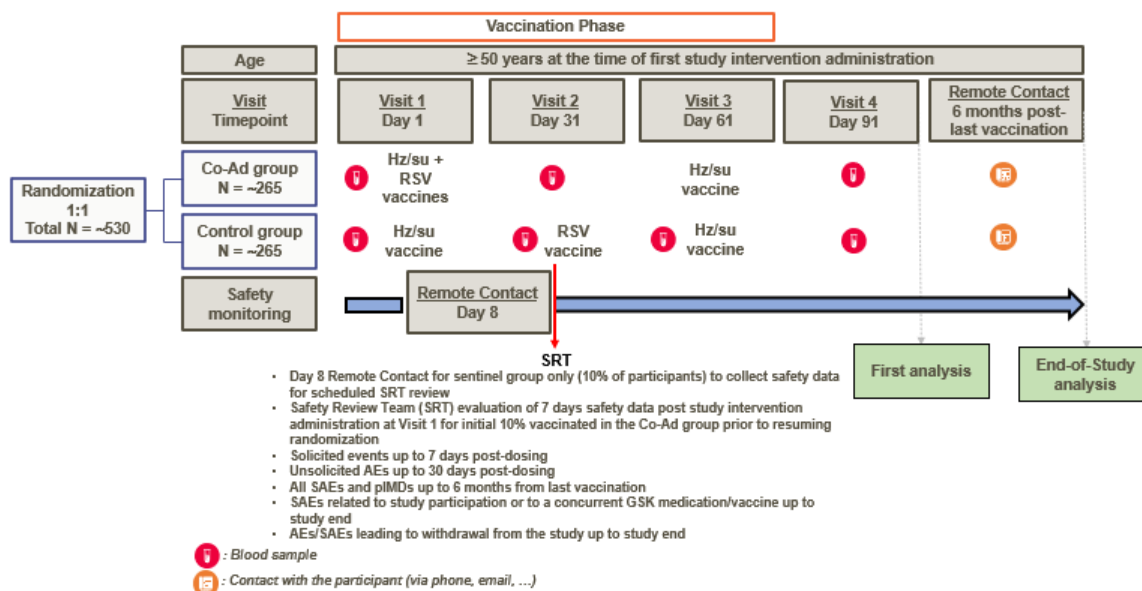 Vaccination Phase
Age
≥ 50 years at the time of first study intervention administration
Visit
Timepoint
Visit 1
Day 1
Visit 2
Day 31
Visit 3
Day 61
Visit 4
Day 91
Remote Contact
6 months post-
last vaccination
Randomization
1:1
Total N = ~530
Co-Ad group
N = ~265
Hz/su +
RSV
vaccines
Hz/su
vaccine
Control group
N = ~265
Hz/su
vaccine
RSV
vaccine
Hz/su
vaccine
Safety
monitoring
Remote Contact
Day 8
SRT
First analysis
End-of-Study
analysis
• Day 8 Remote Contact for sentinel group only (10% of participants) to collect safety data
for scheduled SRT review
• Safety Review Team (SRT) evaluation of 7 days safety data post study intervention
administration at Visit 1 for initial 10% vaccinated in the Co-Ad group prior to resuming
randomization
• Solicited events up to 7 days post-dosing
• Unsolicited AEs up to 30 days post-dosing
• All SAEs and pIMDs up to 6 months from last vaccination
• SAEs related to study participation or to a concurrent GSK medication/vaccine up to
study end
• AEs/SAEs leading to withdrawal from the study up to study end
: Blood sample
: Contact with the participant (via phone, email, ...)